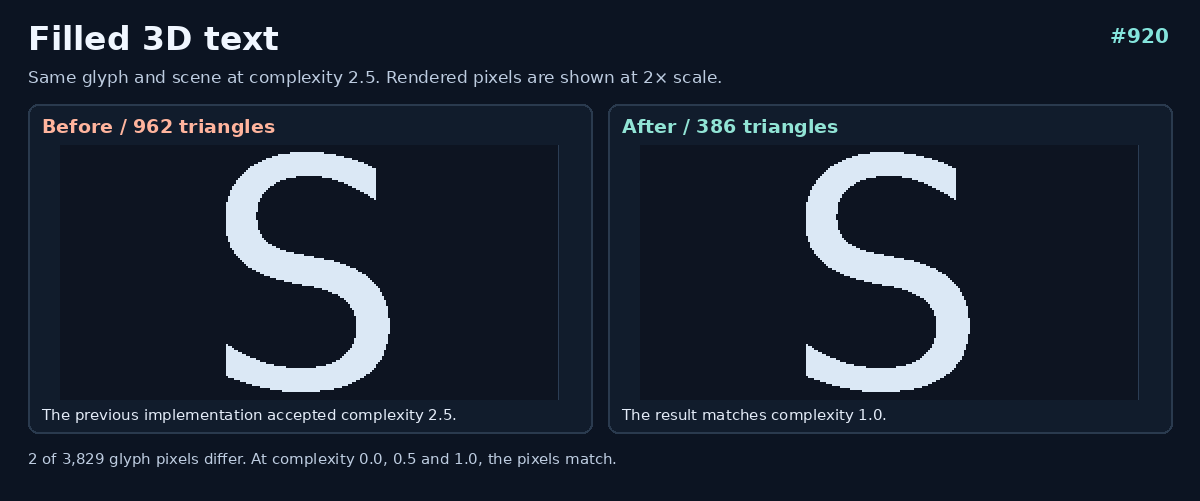 Filled 3D text
#920
Same glyph and scene at complexity 2.5. Rendered pixels are shown at 2× scale.
Before / 962 triangles
S
The previous implementation accepted complexity 2.5.
After / 386 triangles
S
The result matches complexity 1.0.
2 of 3,829 glyph pixels differ. At complexity 0.0, 0.5 and 1.0, the pixels match.